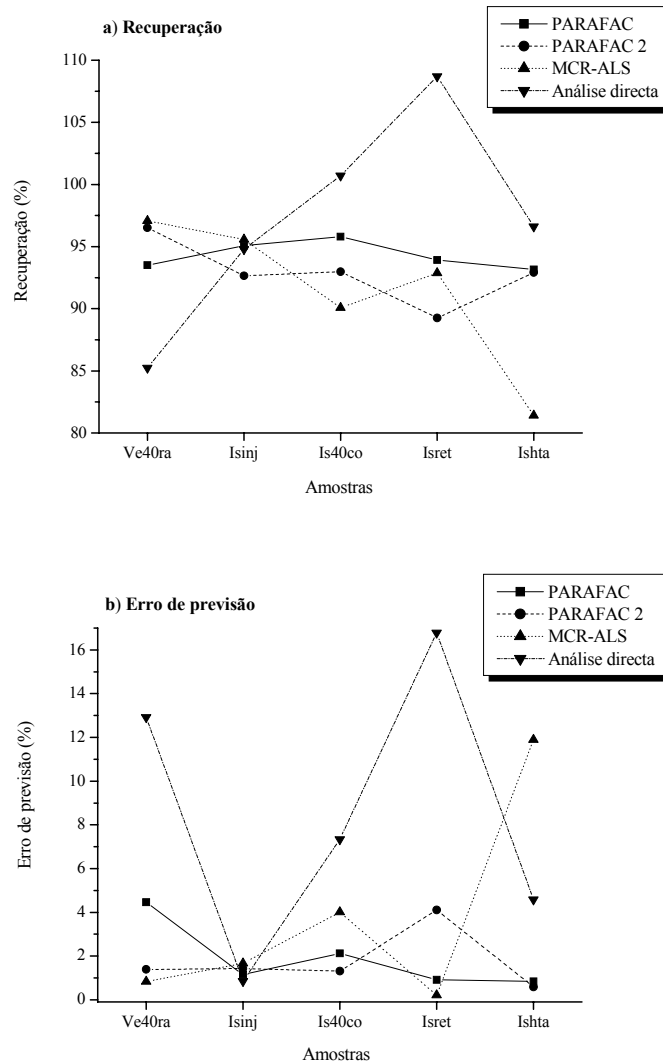 a) Recuperação
PARAFAC
PARAFAC 2
MCR-ALS
Análise directa
110
105
100
95
90
85
80
Recuperação (%)
Ve40ra Isinj Is40co Isret Ishta
Amostras
b) Erro de previsão
PARAFAC
PARAFAC 2
MCR-ALS
Análise directa
16
14
12
10
8
6
4
2
0
Erro de previsão (%)
Ve40ra Isinj Is40co Isret Ishta
Amostras